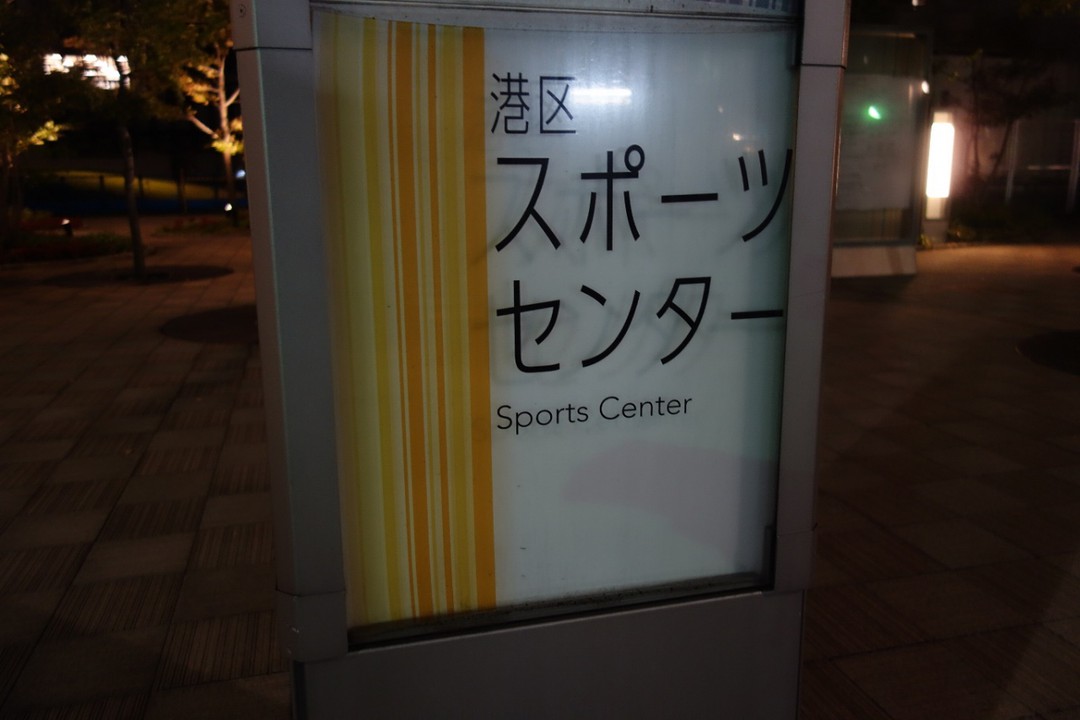 港区
スポーツ
センター
Sports Center